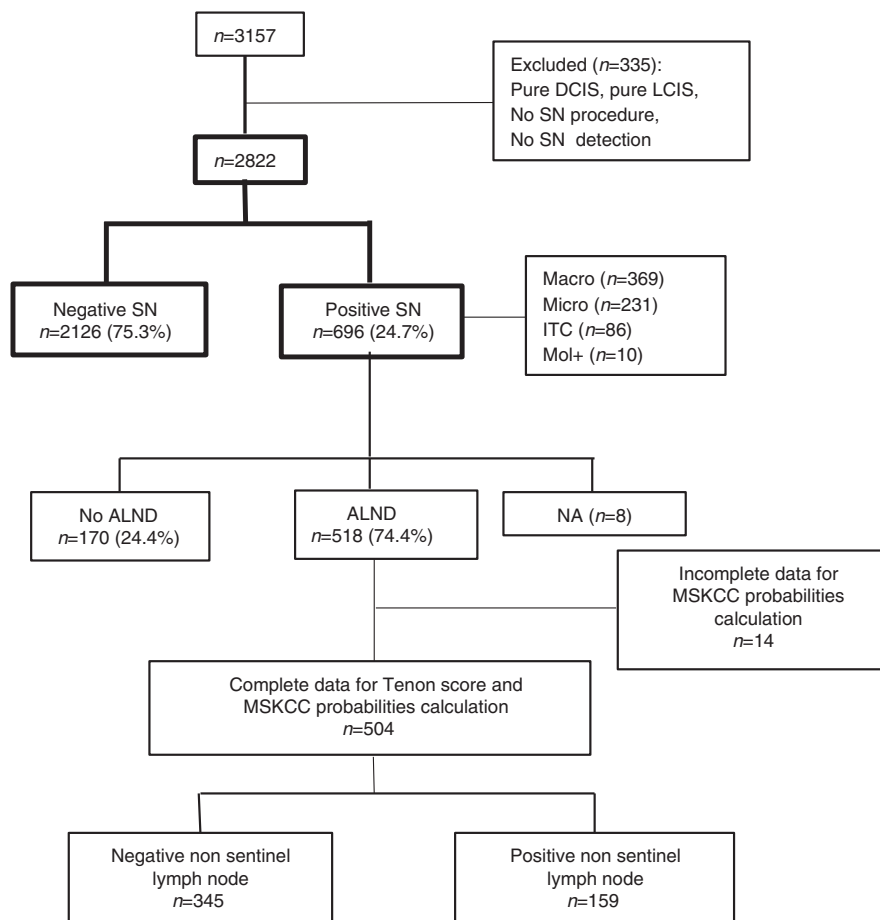 n=3157
Excluded (n=335):
Pure DCIS, pure LCIS,
No SN procedure,
No SN detection
n=2822
Negative SN
n=2126 (75.3%)
Positive SN
n=696 (24.7%)
Macro (n=369)
Micro (n=231)
ITC (n=86)
Mol+ (n=10)
No ALND
n=170 (24.4%)
ALND
n=518 (74.4%)
NA (n=8)
Incomplete data for
MSKCC probabilities
calculation
n=14
Complete data for Tenon score and
MSKCC probabilities calculation
n=504
Negative non sentinel
lymph node
n=345
Positive non sentinel
lymph node
n=159